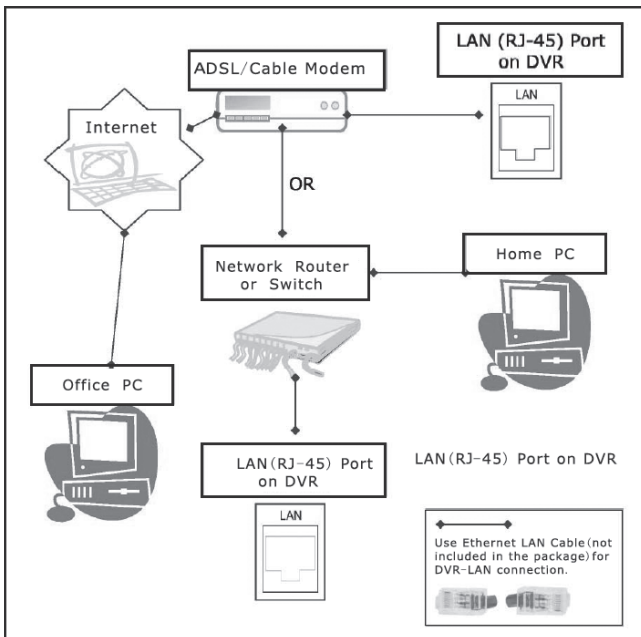 LAN (RJ-45) Port
on DVR
ADSL/Cable Modem
LAN
Internet
OR
Network Router
or Switch
Home PC
Office PC
LAN(RJ-45) Port
on DVR
LAN(RJ-45) Port on DVR
LAN
Use Ethernet LAN Cable(not
included in the package)for
DVR-LAN connection.